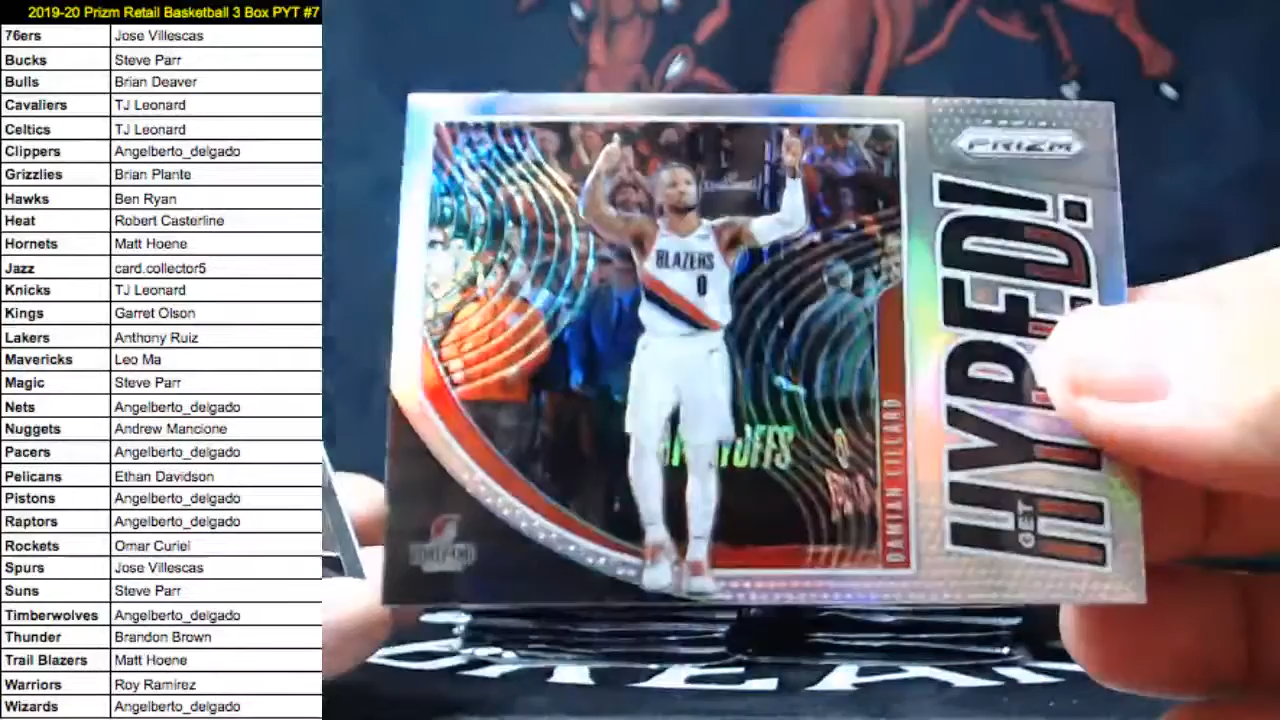 2019-20 Prizm Retail Basketball 3 Box PYT #7
76ers Jose Villescas
Bucks Steve Parr
Bulls Brian Deaver
Cavaliers TJ Leonard
Celtics TJ Leonard
Clippers Angelberto_delgado
Grizzlies Brian Plante
Hawks Ben Ryan
Heat Robert Casterline
Hornets Matt Hoene
Jazz card.collector5
Knicks TJ Leonard
Kings Garret Olson
Lakers Anthony Ruiz
Mavericks Leo Ma
Magic Steve Parr
Nets Angelberto_delgado
Nuggets Andrew Mancione
Pacers Angelberto_delgado
Pelicans Ethan Davidson
Pistons Angelberto_delgado
Raptors Angelberto_delgado
Rockets Omar Curiel
Spurs Jose Villescas
Suns Steve Parr
Timberwolves Angelberto_delgado
Thunder Brandon Brown
Trail Blazers Matt Hoene
Warriors Roy Ramirez
Wizards Angelberto_delgado
PRIZM
GET
HYPED!
DAMIAN LILLARD
BLAZERS
0